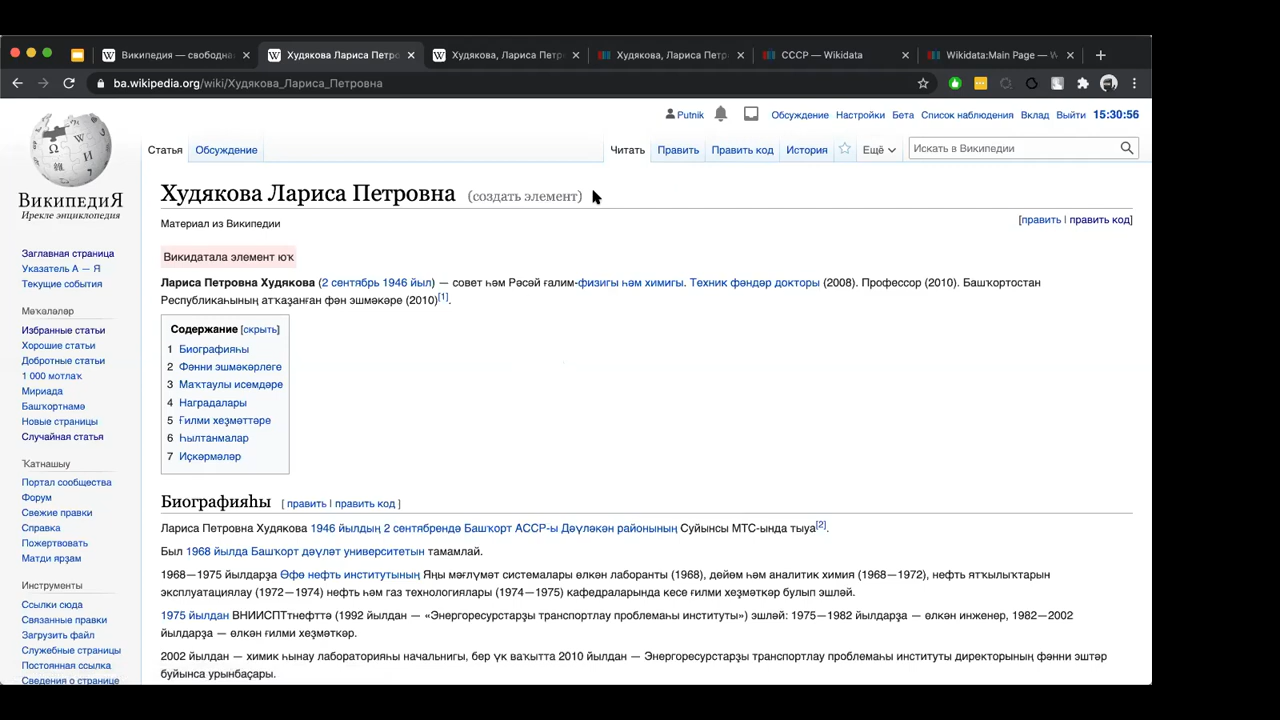 Википедия — свободна
Худякова Лариса Петро
Худякова, Лариса Петр
Худякова, Лариса Петр
СССР — Wikidata
Wikidata:Main Page — W
ba.wikipedia.org/wiki/Худякова_Лариса_Петровна
Putnik Обсуждение Настройки Бета Список наблюдения Вклад Выйти 15:30:56
Статья Обсуждение Читать Править Править код История Ещё Искать в Википедии
ВикипедиЯ
Ирекле энциклопедия
Заглавная страница
Указатель А — Я
Текущие события
Мәҡәләләр
Избранные статьи
Хорошие статьи
Добротные статьи
1 000 мотлаҡ
Мириада
Башҡортнамә
Новые страницы
Случайная статья
Ҡатнашыу
Портал сообщества
Форум
Свежие правки
Справка
Пожертвовать
Матди ярҙам
Инструменты
Ссылки сюда
Связанные правки
Загрузить файл
Служебные страницы
Постоянная ссылка
Сведения о странице
Худякова Лариса Петровна (создать элемент)
Материал из Википедии [править | править код]
Викидатала элемент юҡ
Лариса Петровна Худякова (2 сентябрь 1946 йыл) — совет һәм Рәсәй ғалим-физигы һәм химигы. Техник фәндәр докторы (2008). Профессор (2010). Башҡортостан
Республикаһының атҡаҙанған фән эшмәкәре (2010)[1].
Содержание [скрыть]
1 Биографияһы
2 Фәнни эшмәкәрлеге
3 Маҡтаулы исемдәре
4 Наградалары
5 Ғилми хеҙмәттәре
6 Һылтанмалар
7 Иҫкәрмәләр
Биографияһы [ править | править код ]
Лариса Петровна Худякова 1946 йылдың 2 сентябрендә Башҡорт АССР-ы Дәүләкән районының Суйынсы МТС-ында тыуа[2].
Был 1968 йылда Башҡорт дәүләт университетын тамамлай.
1968—1975 йылдарҙа Өфө нефть институтының Яңы мәғлүмәт системалары өлкән лаборанты (1968), дөйөм һәм аналитик химия (1968—1972), нефть ятҡылыҡтарын
эксплуатациялау (1972—1974) нефть һәм газ технологиялары (1974—1975) кафедраларында кесе ғилми хеҙмәткәр булып эшләй.
1975 йылдан ВНИИСПТнефттә (1992 йылдан — «Энергоресурстарҙы транспортлау проблемаһы институты») эшләй: 1975—1982 йылдарҙа — өлкән инженер, 1982—2002
йылдарҙа — өлкән ғилми хеҙмәткәр.
2002 йылдан — химик һынау лабораторияһы начальнигы, бер үк ваҡытта 2010 йылдан — Энергоресурстарҙы транспортлау проблемаһы институты директорының фәнни эштәр
буйынса урынбаҫары.